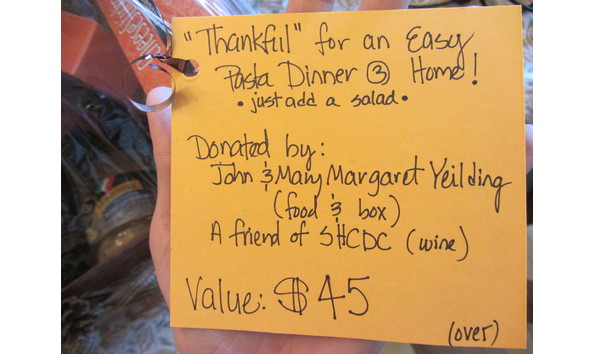 "Thankful" for an Easy
Pasta Dinner @ Home!
• just add a salad •
Donated by:
John & Mary Margaret Yeilding
(food & box)
A friend of SHCDC (wine)
Value: $45
(over)